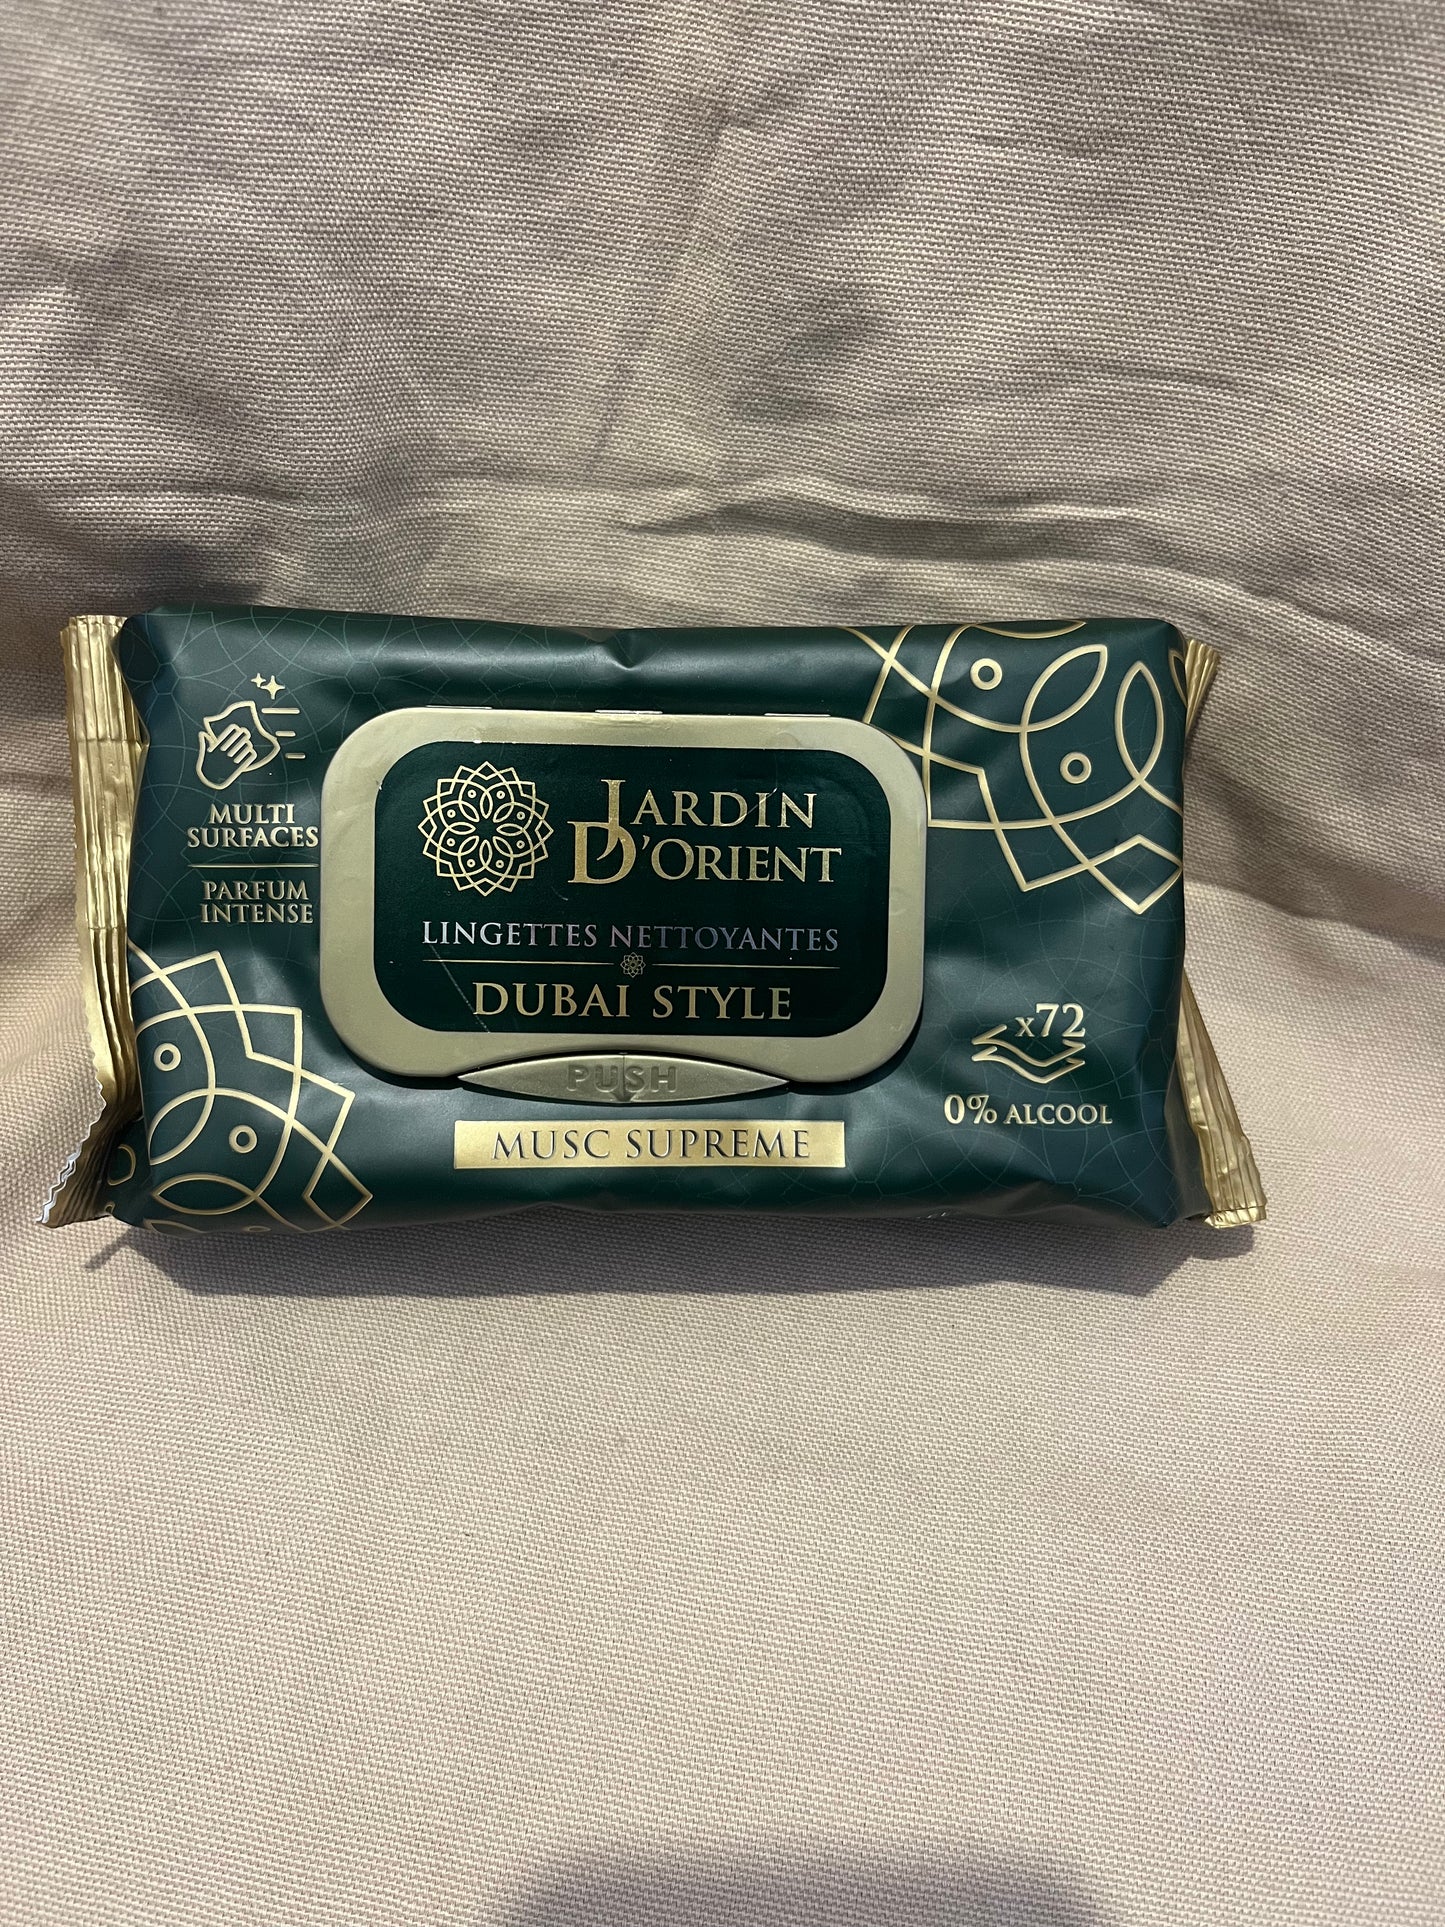 MULTI
SURFACES
PARFUM
INTENSE
JARDIN
D'ORIENT
LINGETTES NETTOYANTES
DUBAI STYLE
PUSH
MUSC SUPREME
x72
0% ALCOOL